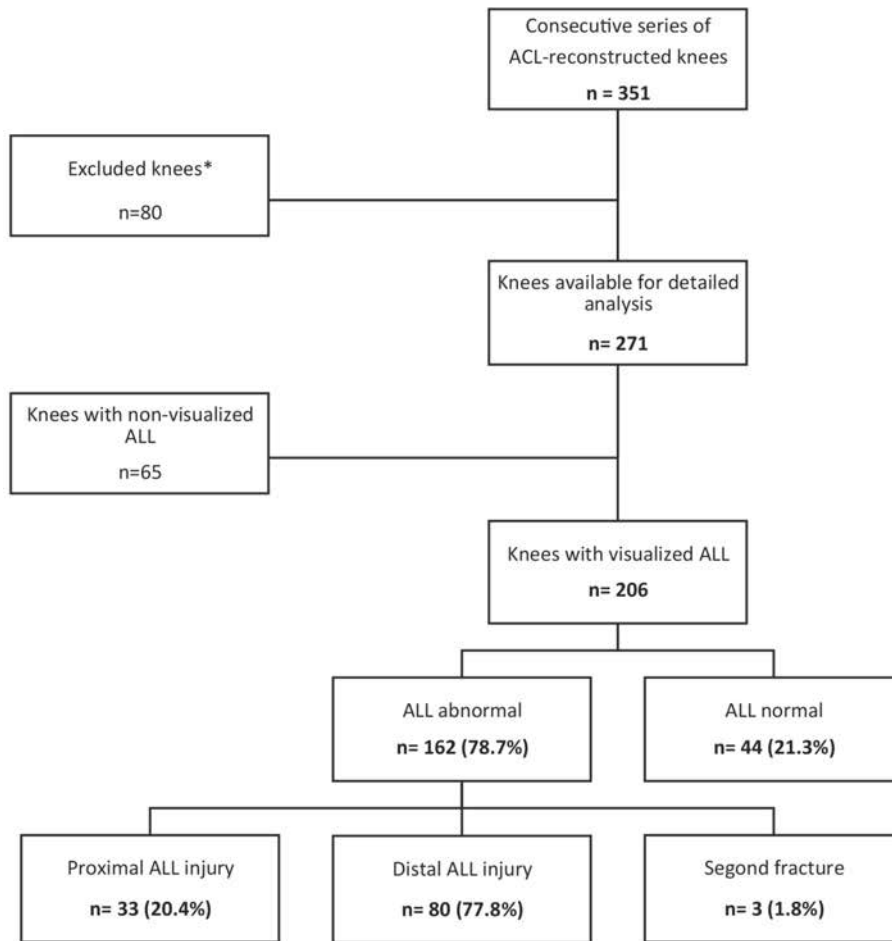 Consecutive series of
ACL-reconstructed knees
n = 351
Excluded knees*
n=80
Knees available for detailed
analysis
n= 271
Knees with non-visualized
ALL
n=65
Knees with visualized ALL
n= 206
ALL abnormal
n= 162 (78.7%)
ALL normal
n= 44 (21.3%)
Proximal ALL injury
n= 33 (20.4%)
Distal ALL injury
n= 80 (77.8%)
Segond fracture
n= 3 (1.8%)